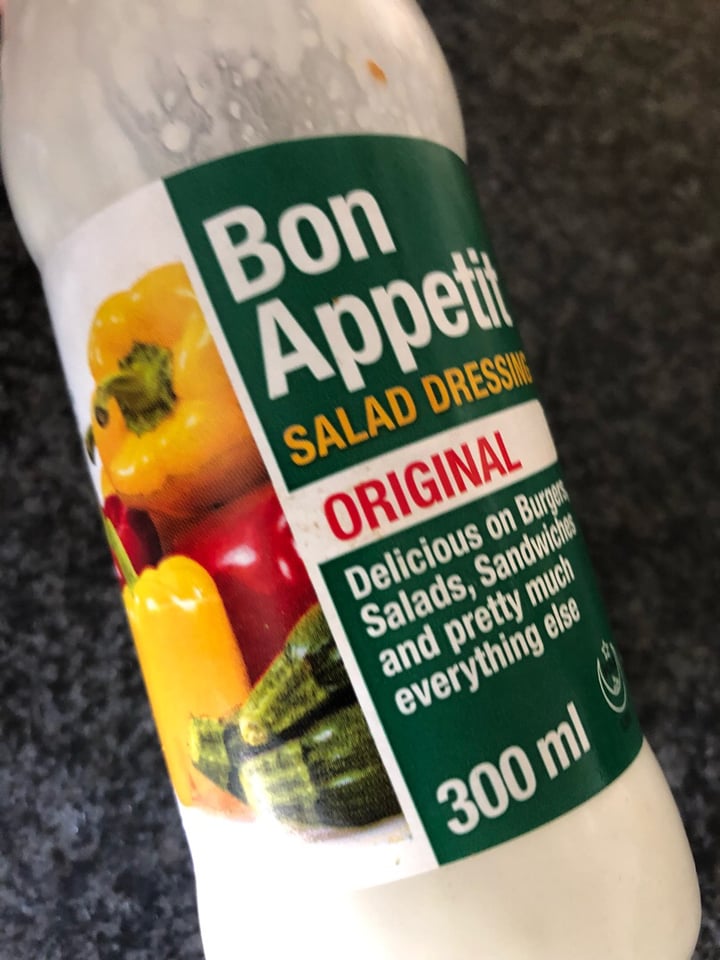 Bon
Appetit
SALAD DRESSING
ORIGINAL
Delicious on Burgers,
Salads, Sandwiches
and pretty much
everything else
300 ml